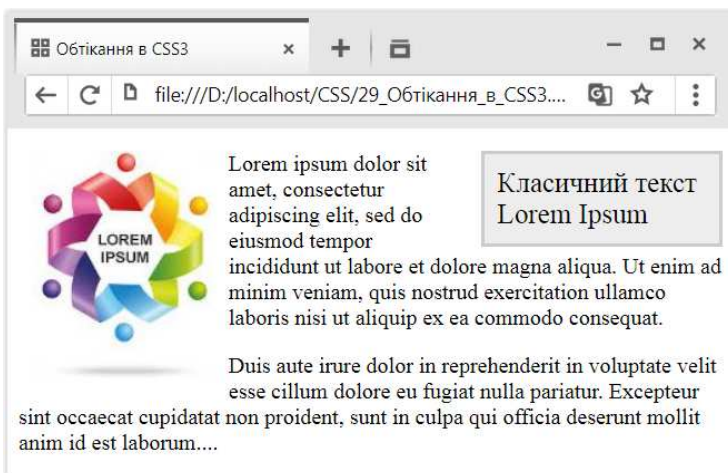 Обтікання в CSS3
file:///D:/localhost/CSS/29_Обтікання_в_CSS3....
LOREM
IPSUM
Lorem ipsum dolor sit
amet, consectetur
adipiscing elit, sed do
eiusmod tempor
Класичний текст
Lorem Ipsum
incididunt ut labore et dolore magna aliqua. Ut enim ad
minim veniam, quis nostrud exercitation ullamco
laboris nisi ut aliquip ex ea commodo consequat.
Duis aute irure dolor in reprehenderit in voluptate velit
esse cillum dolore eu fugiat nulla pariatur. Excepteur
sint occaecat cupidatat non proident, sunt in culpa qui officia deserunt mollit
anim id est laborum....